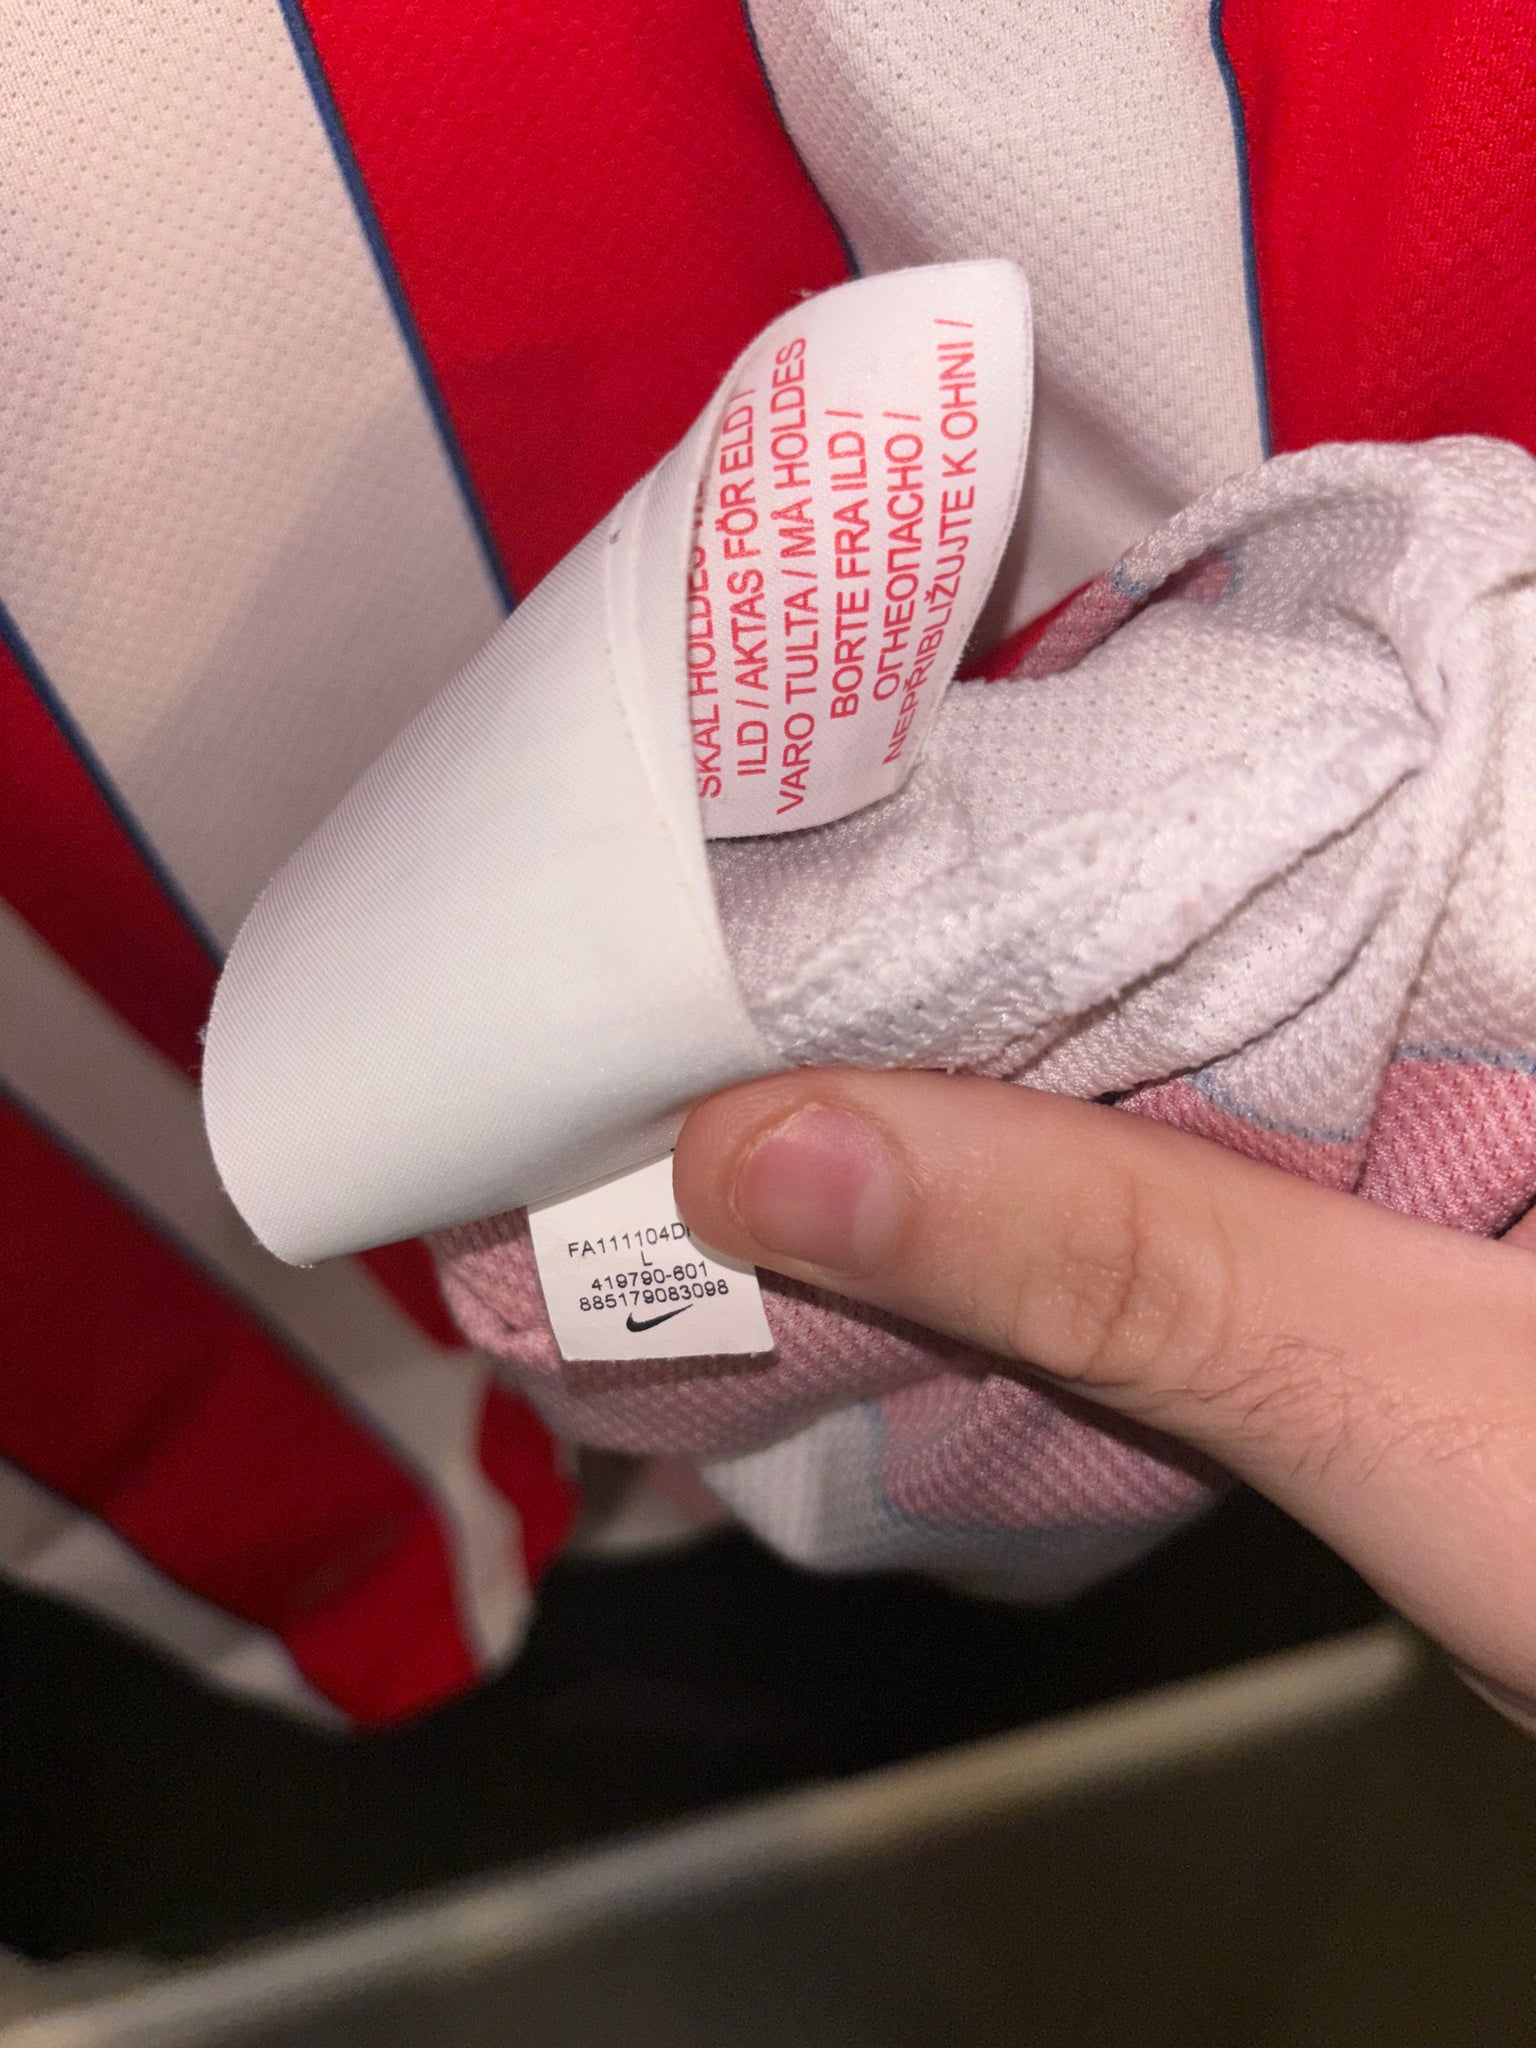 SKAL HOLDES
ILD / AKTAS FÖR ELD /
VARO TULTA / MÅ HOLDES
BORTE FRA ILD /
ОГНЕОПАСНО /
NEPŘIBLIŽUJTE K OHNI /
FA111104D
L
419790-601
885179083098